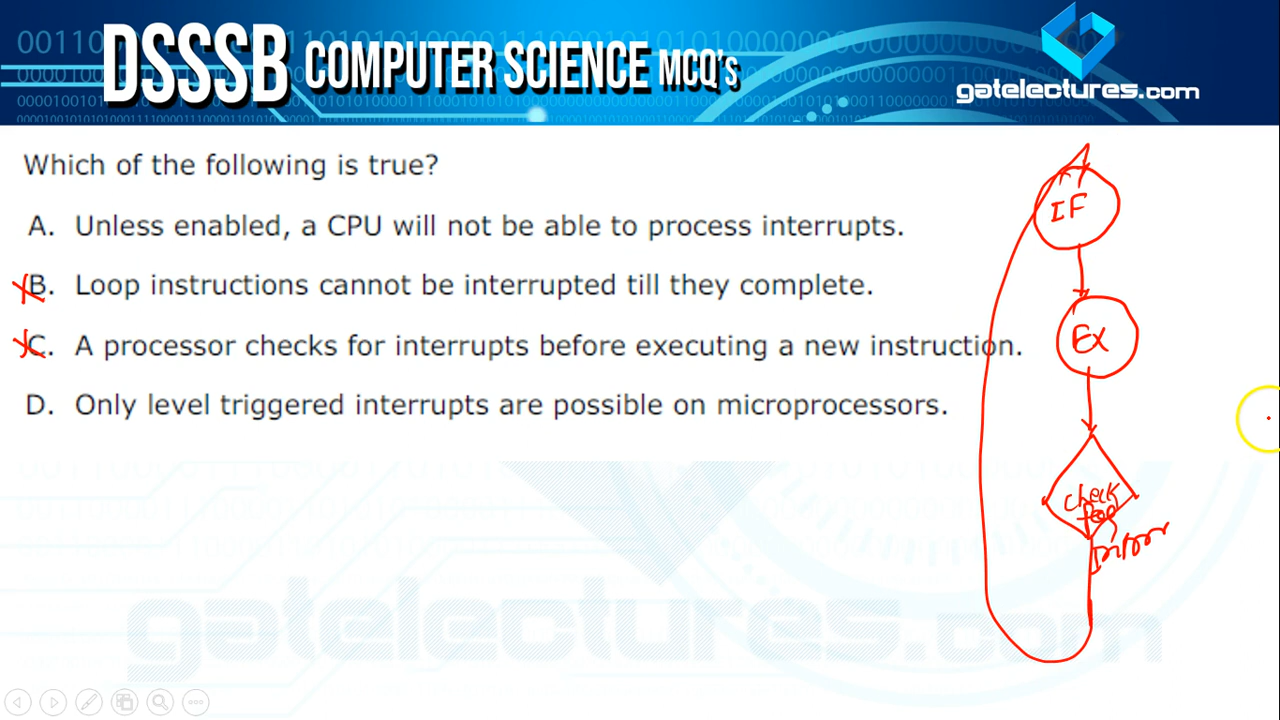 DSSSB COMPUTER SCIENCE MCQ'S
gatelectures.com
Which of the following is true?
A. Unless enabled, a CPU will not be able to process interrupts.
B. Loop instructions cannot be interrupted till they complete.
C. A processor checks for interrupts before executing a new instruction.
D. Only level triggered interrupts are possible on microprocessors.
IF
Ex
check
for
gatelectures.com